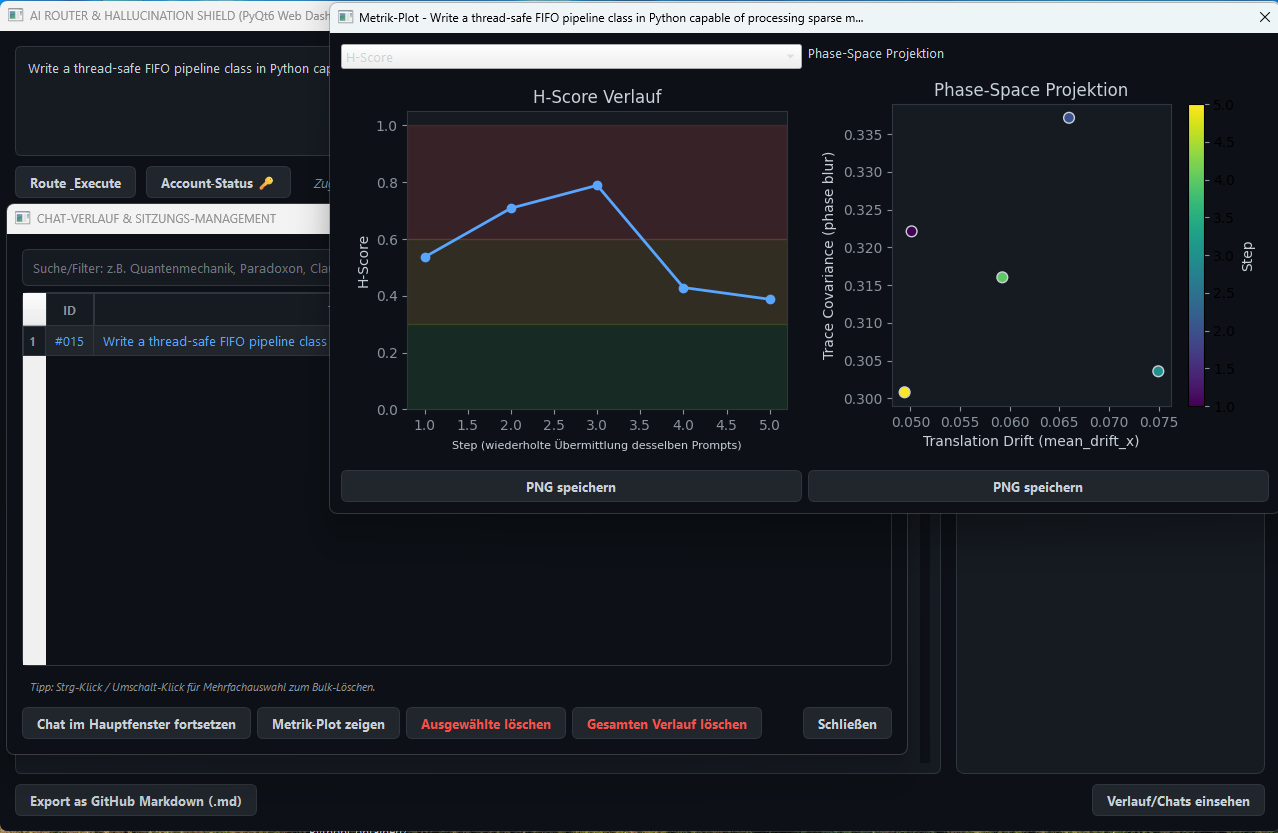 AI ROUTER & HALLUCINATION SHIELD (PyQt6 Web Dash
Metrik-Plot - Write a thread-safe FIFO pipeline class in Python capable of processing sparse m...
Write a thread-safe FIFO pipeline class in Python cap
Route _Execute
Account-Status
CHAT-VERLAUF & SITZUNGS-MANAGEMENT
Suche/Filter: z.B. Quantenmechanik, Paradoxon, Cla
ID
1
#015
Write a thread-safe FIFO pipeline class
H-Score
Phase-Space Projektion
H-Score Verlauf
H-Score
1.0
0.8
0.6
0.4
0.2
0.0
1.0 1.5 2.0 2.5 3.0 3.5 4.0 4.5 5.0
Step (wiederholte Übermittlung desselben Prompts)
Phase-Space Projektion
Trace Covariance (phase blur)
0.335
0.330
0.325
0.320
0.315
0.310
0.305
0.300
0.050 0.055 0.060 0.065 0.070 0.075
Translation Drift (mean_drift_x)
5.0
4.5
4.0
3.5
3.0
2.5
2.0
1.5
1.0
Step
PNG speichern
PNG speichern
Tipp: Strg-Klick / Umschalt-Klick für Mehrfachauswahl zum Bulk-Löschen.
Chat im Hauptfenster fortsetzen
Metrik-Plot zeigen
Ausgewählte löschen
Gesamten Verlauf löschen
Schließen
Export as GitHub Markdown (.md)
Verlauf/Chats einsehen